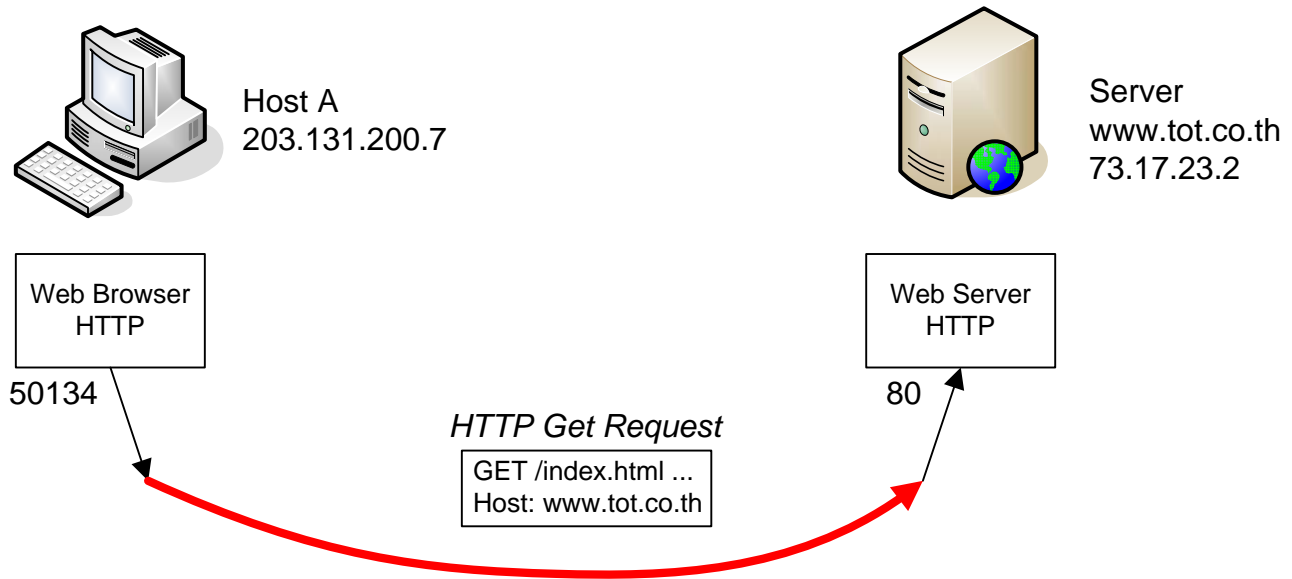 Host A
203.131.200.7
Server
www.tot.co.th
73.17.23.2
Web Browser
HTTP
Web Server
HTTP
50134
80
HTTP Get Request
GET /index.html ...
Host: www.tot.co.th